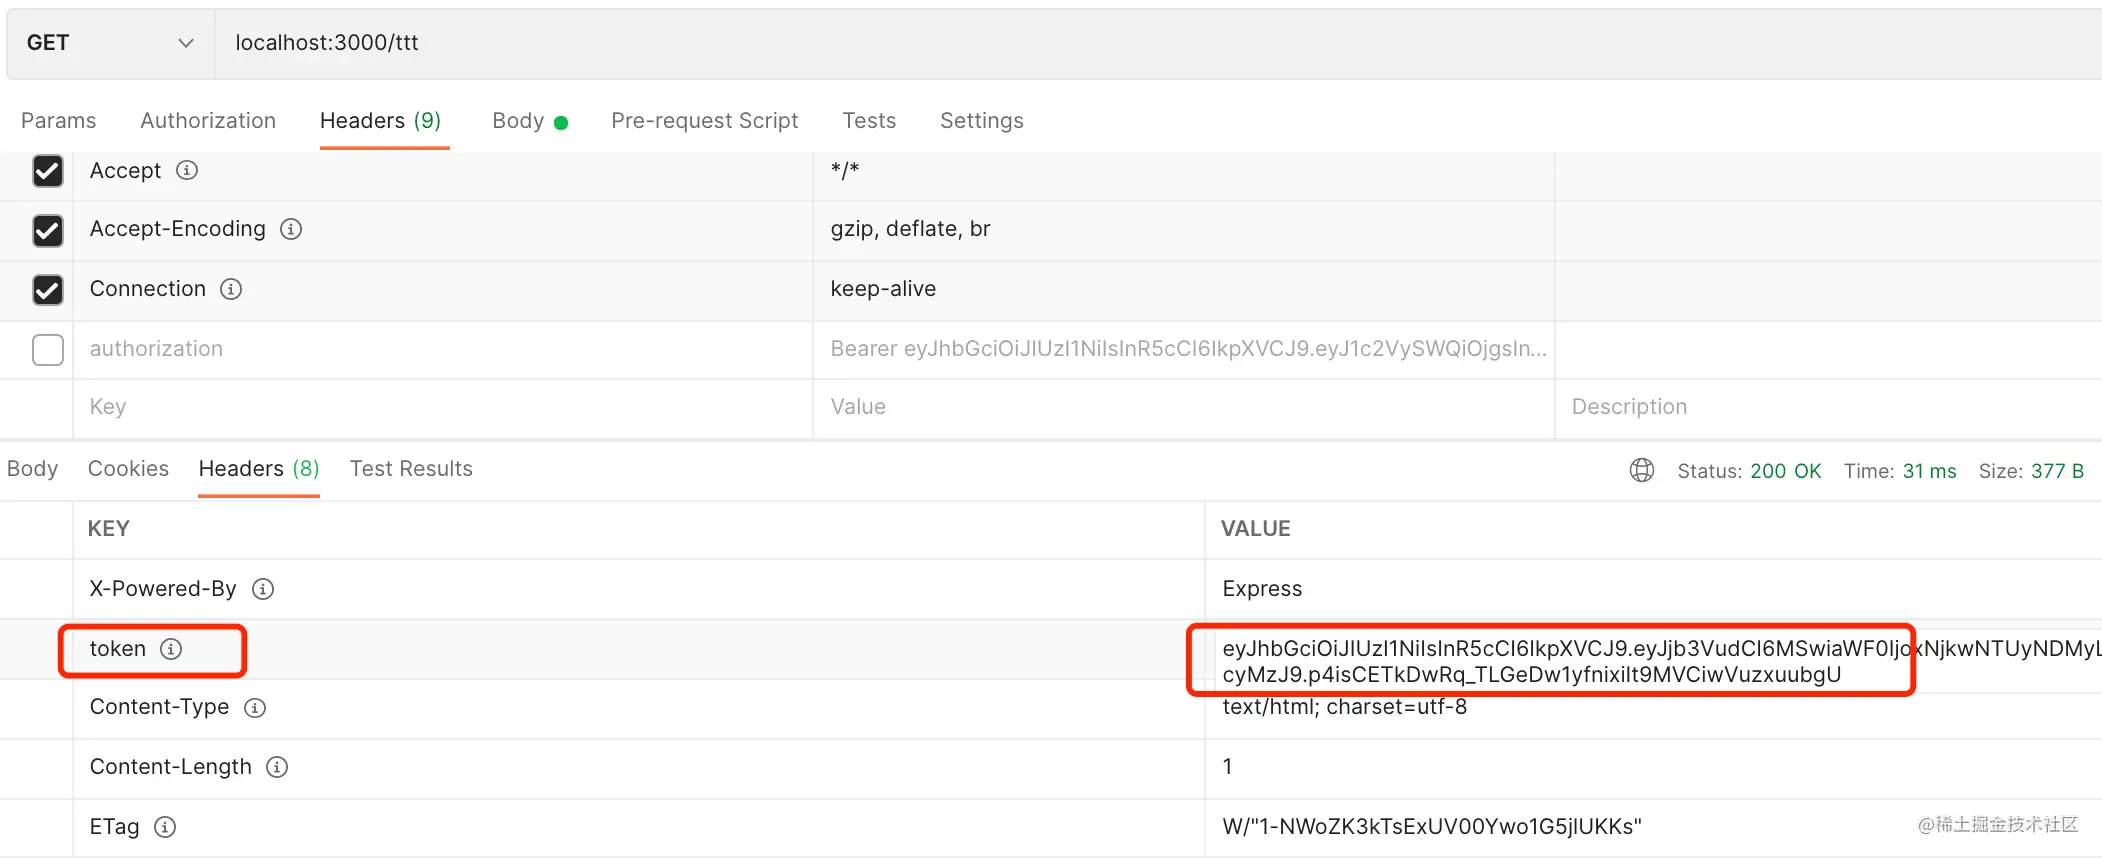 GET localhost:3000/ttt
Params Authorization Headers (9) Body Pre-request Script Tests Settings
Accept */*
Accept-Encoding gzip, deflate, br
Connection keep-alive
authorization Bearer eyJhbGciOiJIUzI1NiIsInR5cCI6IkpXVCJ9.eyJ1c2VySWQiOjgsIn...
Key Value Description
Body Cookies Headers (8) Test Results Status: 200 OK Time: 31 ms Size: 377 B
KEY VALUE
X-Powered-By Express
token eyJhbGciOiJIUzI1NiIsInR5cCI6IkpXVCJ9.eyJjb3VudCI6MSwiaWF0IjoxNjkwNTUyNDMyL
cyMzJ9.p4isCETkDwRq_TLGeDw1yfnixiIt9MVCiwVuzxuubgU
Content-Type text/html; charset=utf-8
Content-Length 1
ETag W/"1-NWoZK3kTsExUV00Ywo1G5jlUKKs"
@稀土掘金技术社区